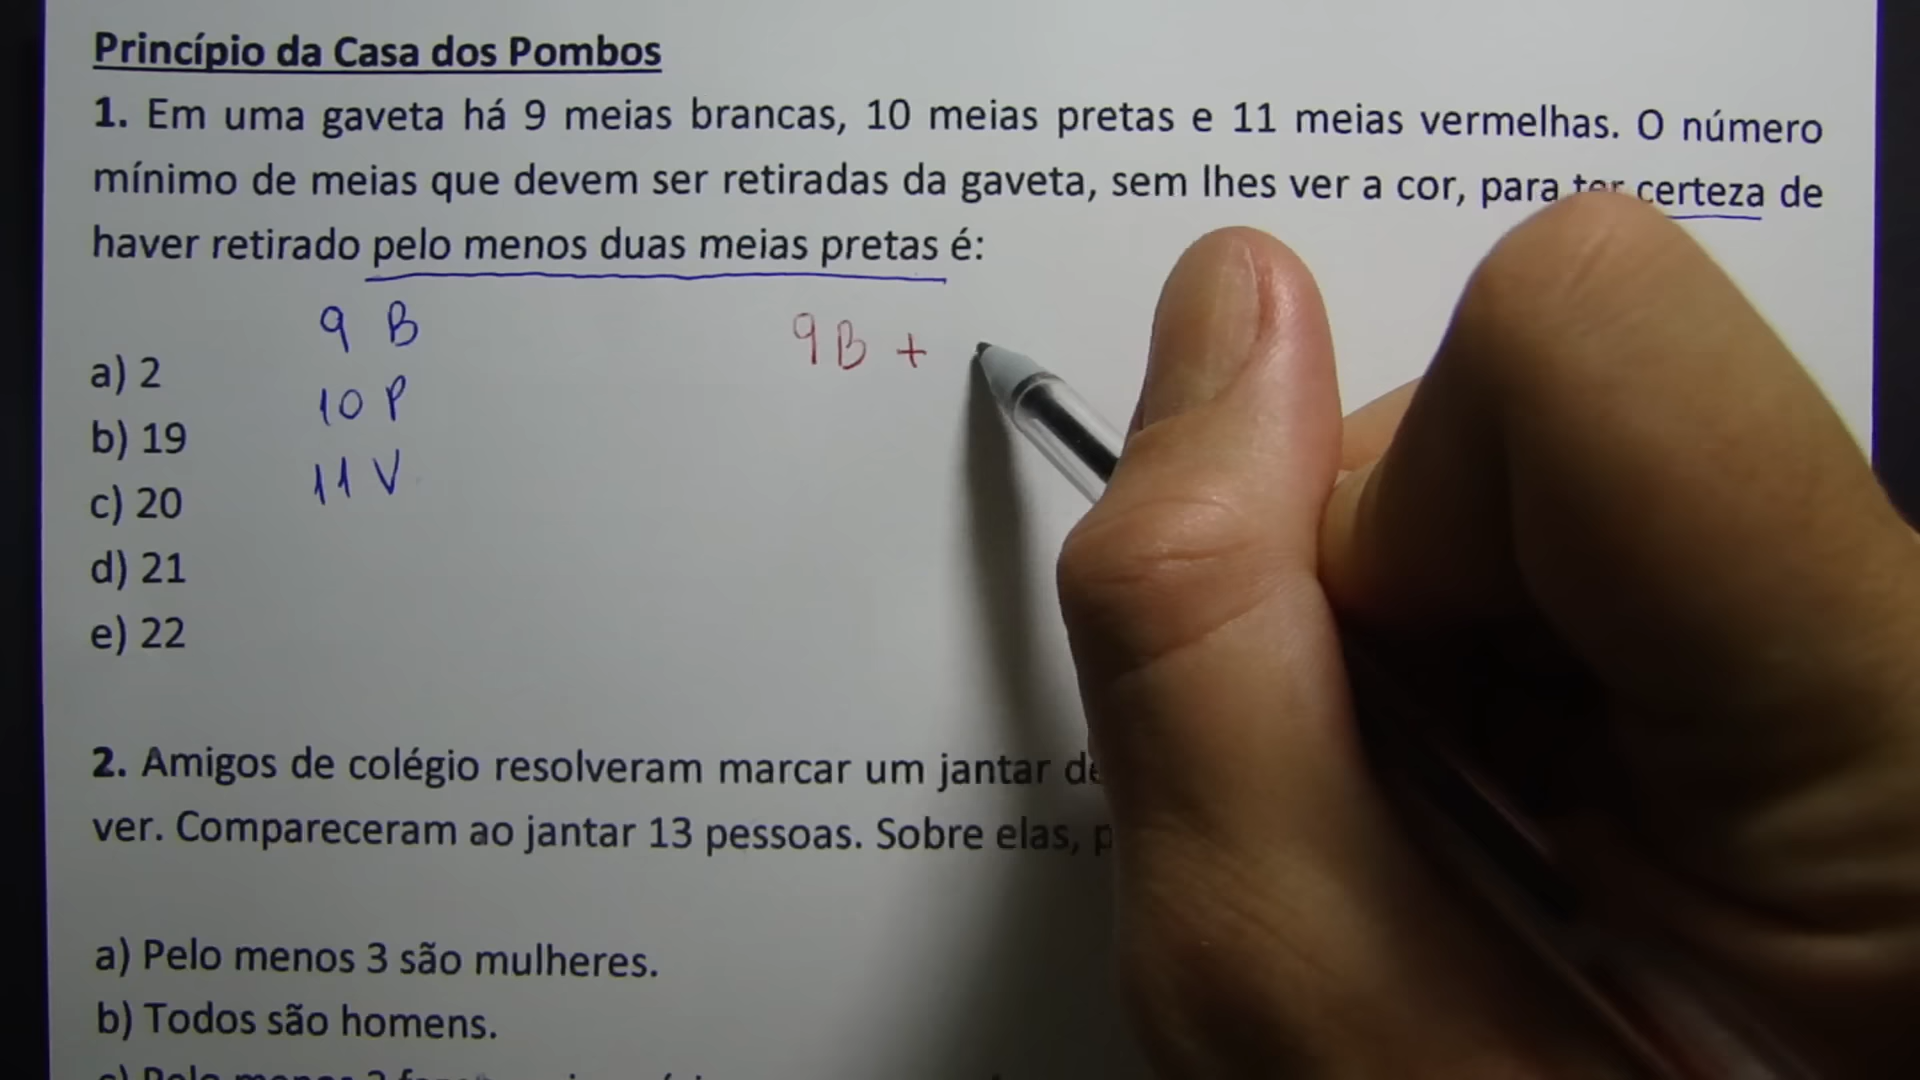 Princípio da Casa dos Pombos
1. Em uma gaveta há 9 meias brancas, 10 meias pretas e 11 meias vermelhas. O número
mínimo de meias que devem ser retiradas da gaveta, sem lhes ver a cor, para ter certeza de
haver retirado pelo menos duas meias pretas é:
9 B
9B +
a) 2
10 P
b) 19
11 V
c) 20
d) 21
e) 22
2. Amigos de colégio resolveram marcar um jantar
ver. Compareceram ao jantar 13 pessoas. Sobre elas,
a) Pelo menos 3 são mulheres.
b) Todos são homens.